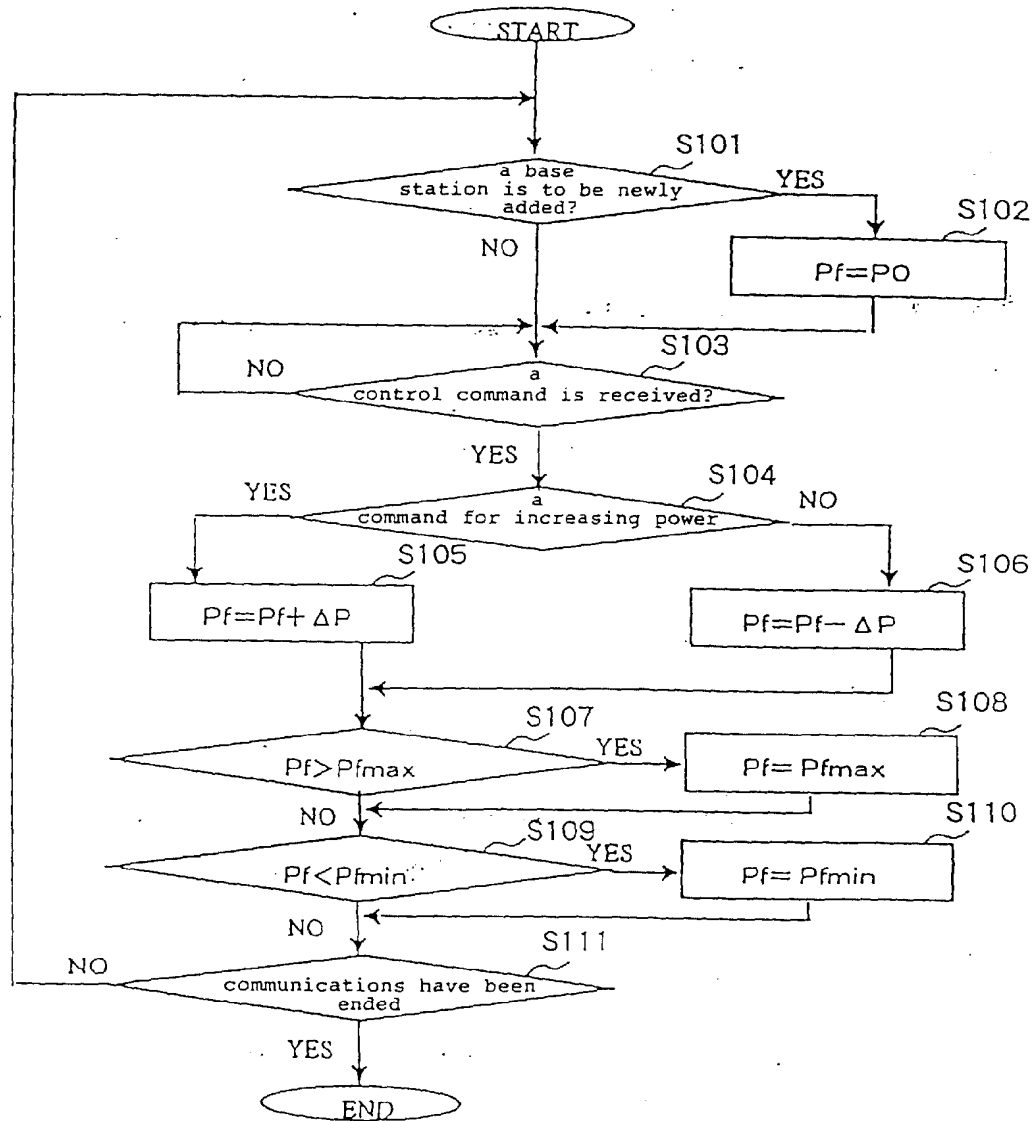 START
S101
a base
station is to be newly
added?
YES
S102
NO
Pf=P0
S103
NO
a
control command is received?
YES
S104
YES
a
command for increasing power
NO
S105
S106
Pf=Pf+ΔP
Pf=Pf-ΔP
S107
S108
Pf>Pfmax
YES
Pf=Pfmax
NO
S109
S110
Pf<Pfmin
YES
Pf=Pfmin
NO
S111
NO
communications have been
ended
YES
END